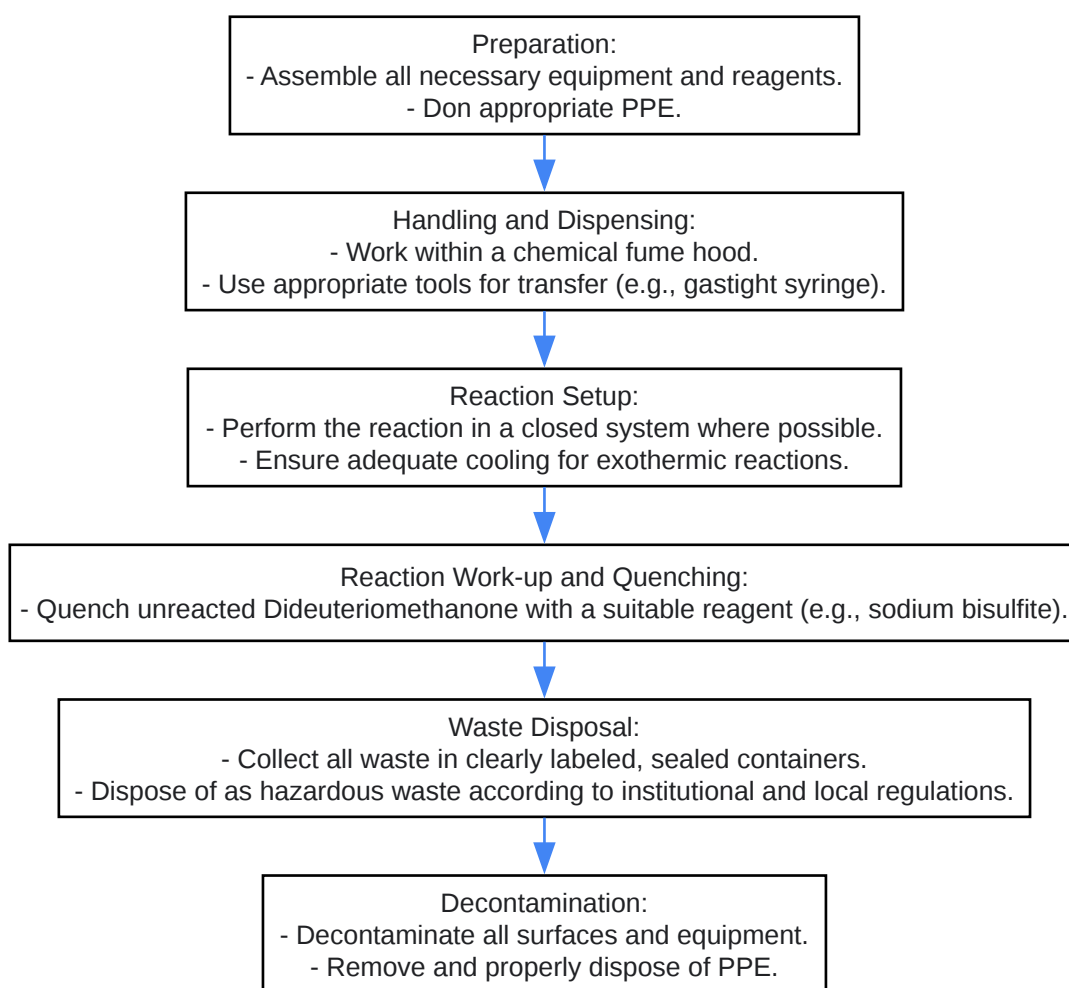 Preparation:
- Assemble all necessary equipment and reagents.
- Don appropriate PPE.
Handling and Dispensing:
- Work within a chemical fume hood.
- Use appropriate tools for transfer (e.g., gastight syringe).
Reaction Setup:
- Perform the reaction in a closed system where possible.
- Ensure adequate cooling for exothermic reactions.
Reaction Work-up and Quenching:
- Quench unreacted Dideuteriomethanone with a suitable reagent (e.g., sodium bisulfite).
Waste Disposal:
- Collect all waste in clearly labeled, sealed containers.
- Dispose of as hazardous waste according to institutional and local regulations.
Decontamination:
- Decontaminate all surfaces and equipment.
- Remove and properly dispose of PPE.